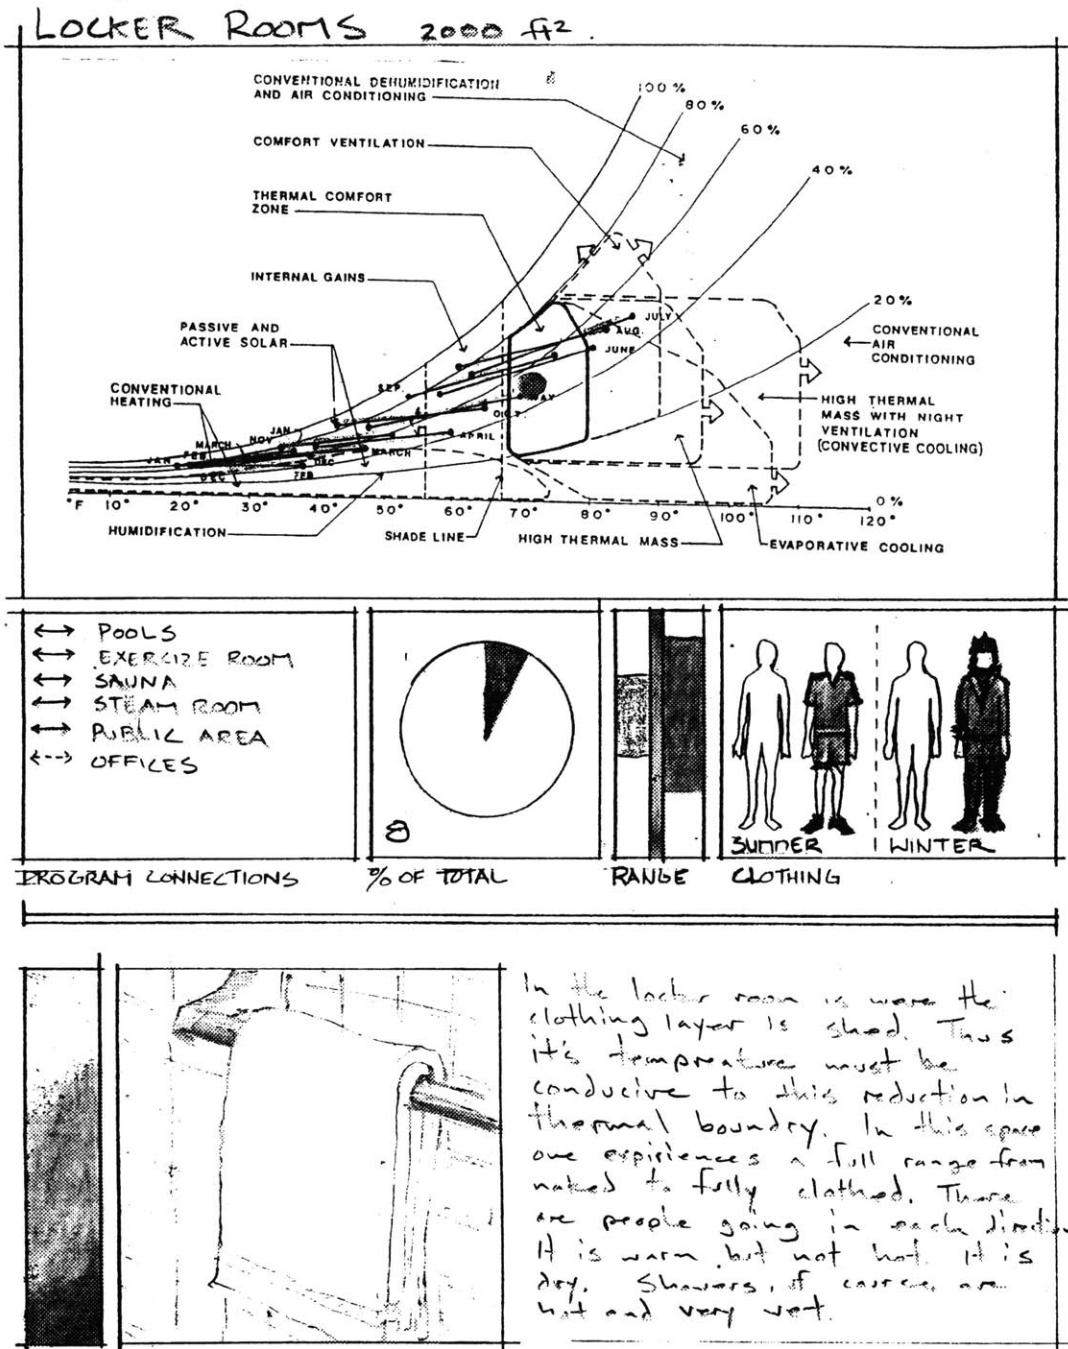 LOCKER ROOMS 2000 ft².
CONVENTIONAL DEHUMIDIFICATION
AND AIR CONDITIONING
100%
80%
60%
COMFORT VENTILATION
40%
THERMAL COMFORT
ZONE
INTERNAL GAINS
20%
JULY
AUG.
JUNE
PASSIVE AND
ACTIVE SOLAR
CONVENTIONAL
AIR
CONDITIONING
CONVENTIONAL
HEATING
SEP.
MAY
OCT.
HIGH THERMAL
MASS WITH NIGHT
VENTILATION
(CONVECTIVE COOLING)
JAN
NOV
MARCH
APRIL
JAN
FEB
MARCH
DEC
DEC
FEB
0%
°F 10° 20° 30° 40° 50° 60° 70° 80° 90° 100° 110° 120°
HUMIDIFICATION
SHADE LINE
HIGH THERMAL MASS
EVAPORATIVE COOLING
POOLS
EXERCIZE ROOM
SAUNA
STEAM ROOM
PUBLIC AREA
OFFICES
8
SUMMER
WINTER
PROGRAM CONNECTIONS
% OF TOTAL
RANGE
CLOTHING
In the locker room is were the
clothing layer is shed. Thus
it's tempreature must be
conducive to this reduction in
thermal boundry. In this space
one expiriences a full range from
naked to fully clothed. There
are people going in each direction
It is warm but not hot. It is
dry. Showers, of course, are
hot and very wet.